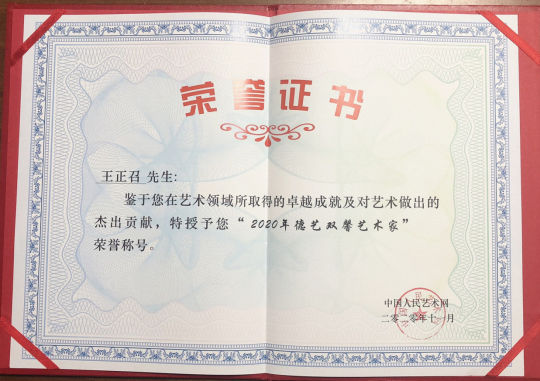 荣誉证书
王正召 先生:
鉴于您在艺术领域所取得的卓越成就及对艺术做出的
杰出贡献，特授予您“2020年德艺双馨艺术家”
荣誉称号。
中国人民艺术网
二零二零年十一月